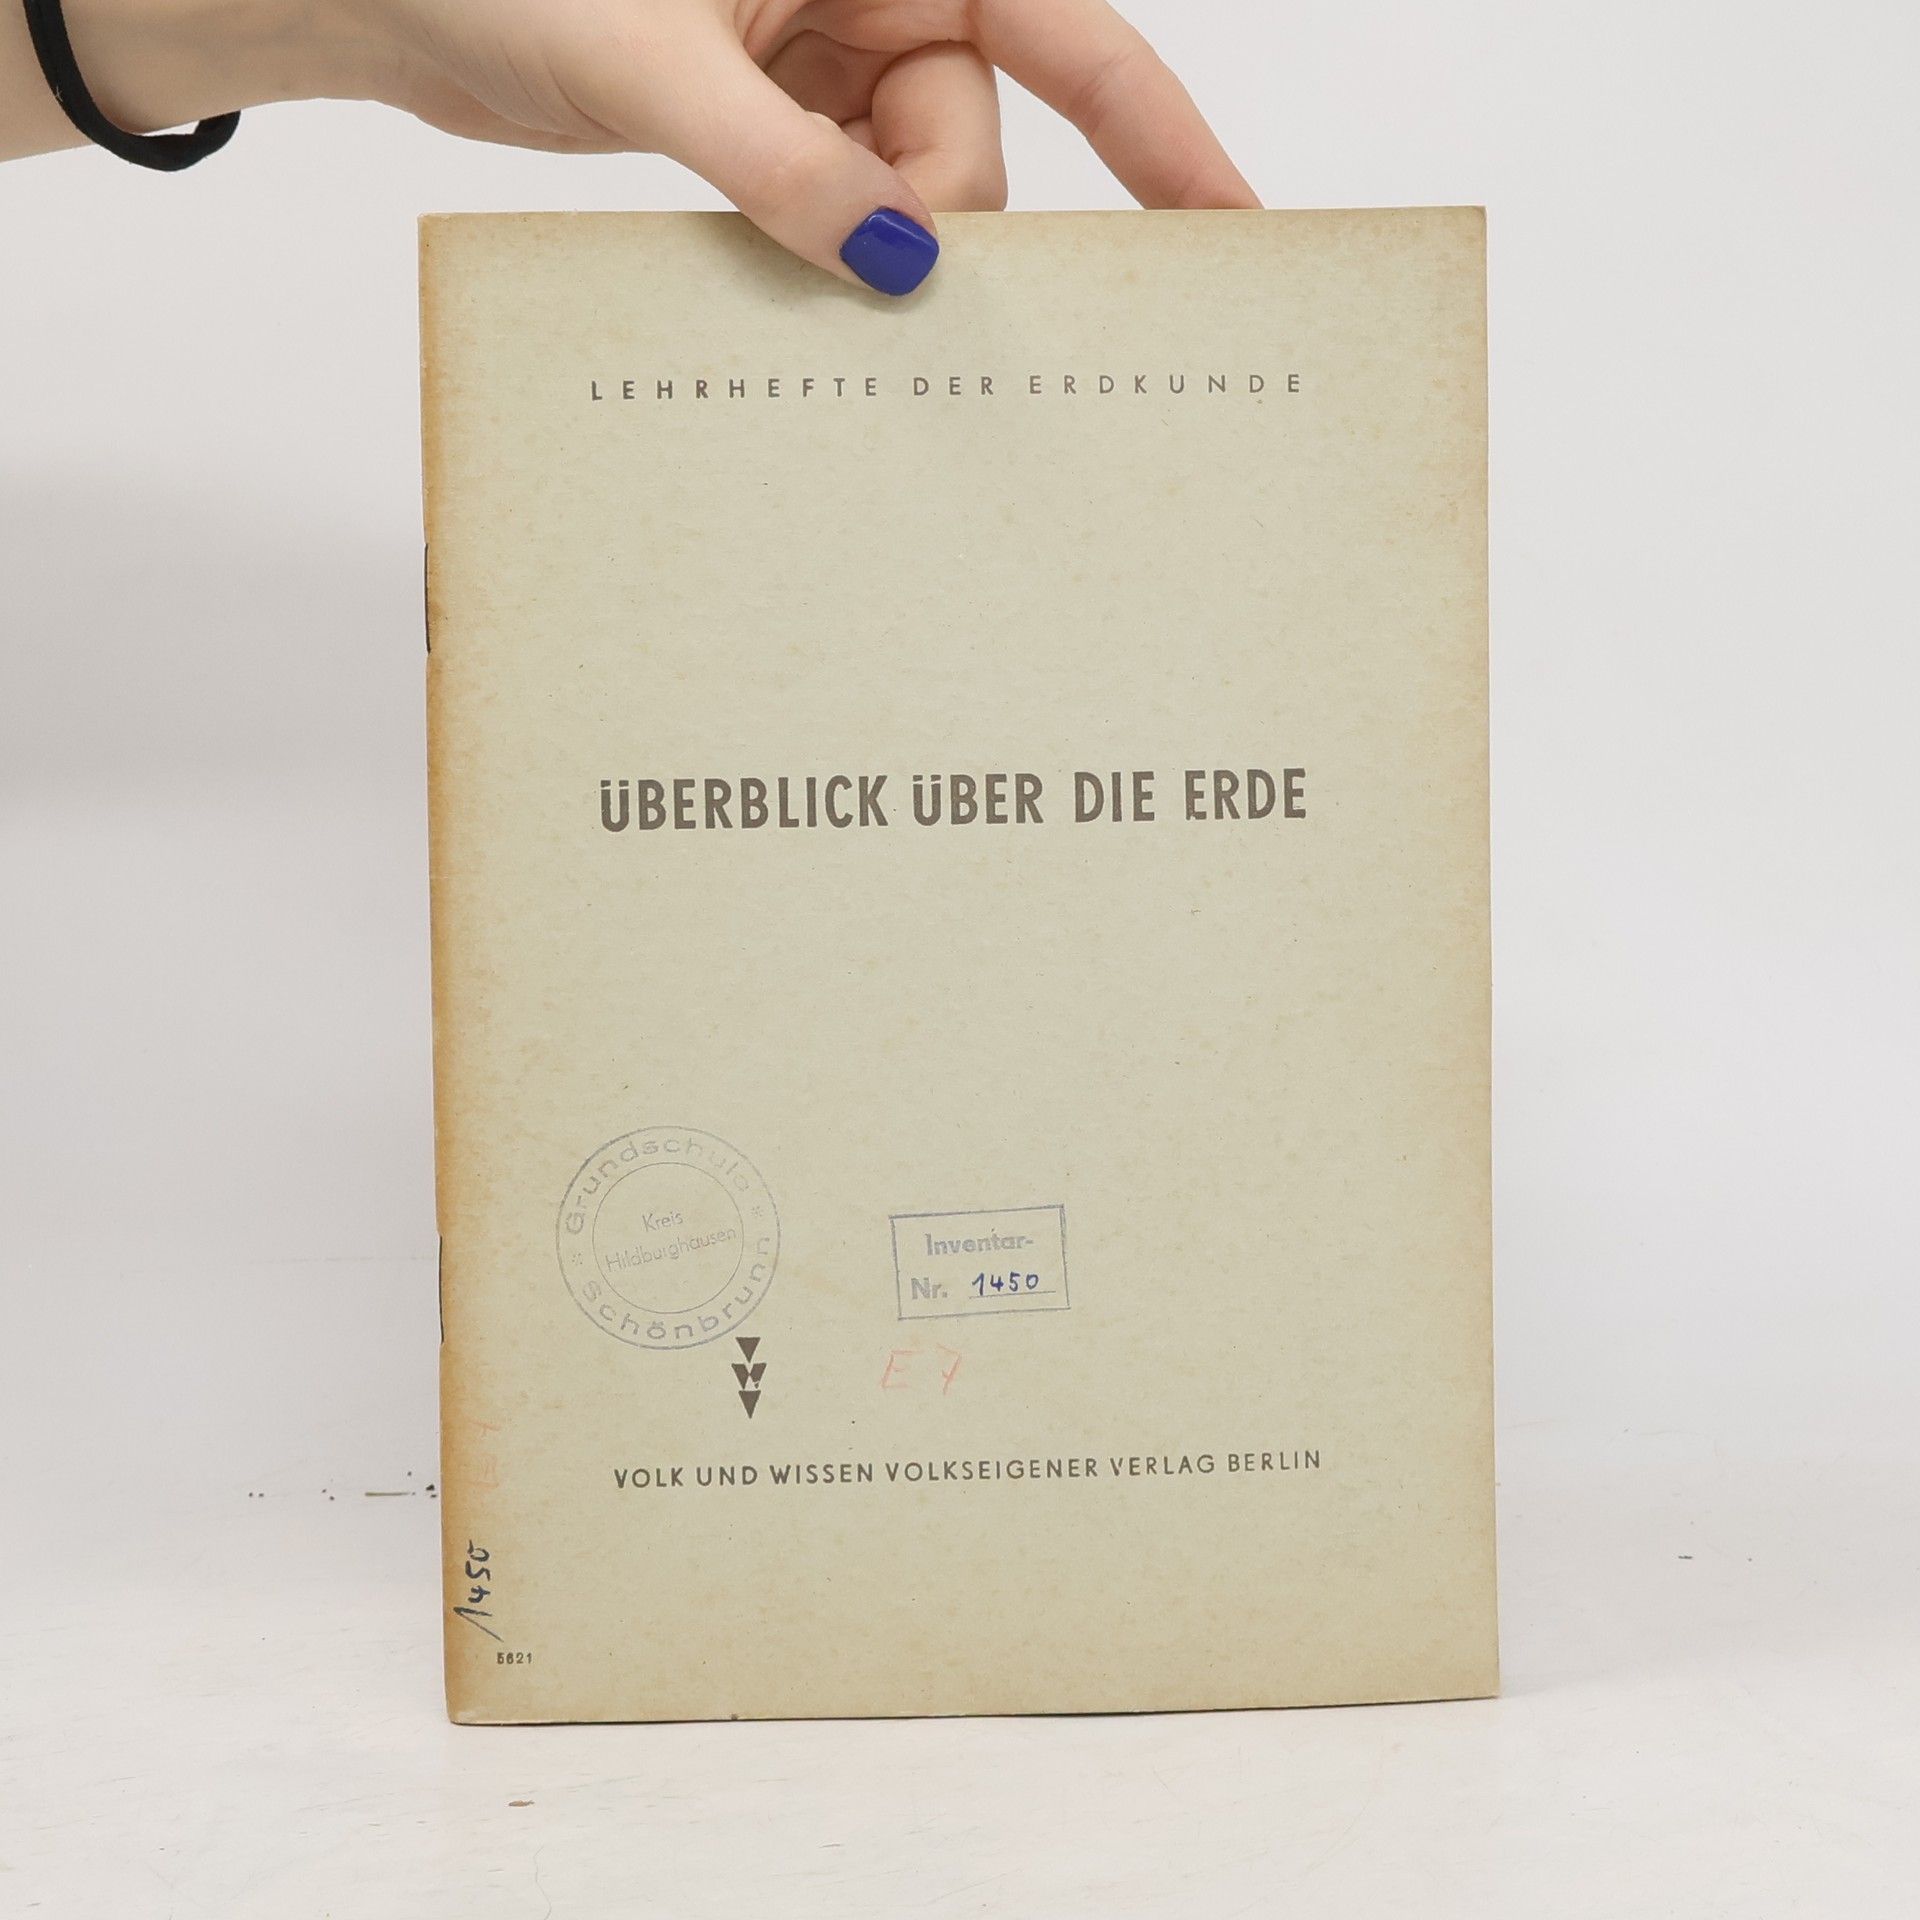 LEHRHEFTE DER ERDKUNDE
ÜBERBLICK ÜBER DIE ERDE
Grundschule
Kreis
Hildburghausen
Schönbrunn
Inventar-
Nr. 1450
E 7
VOLK UND WISSEN VOLKSEIGENER VERLAG BERLIN
1450
5621